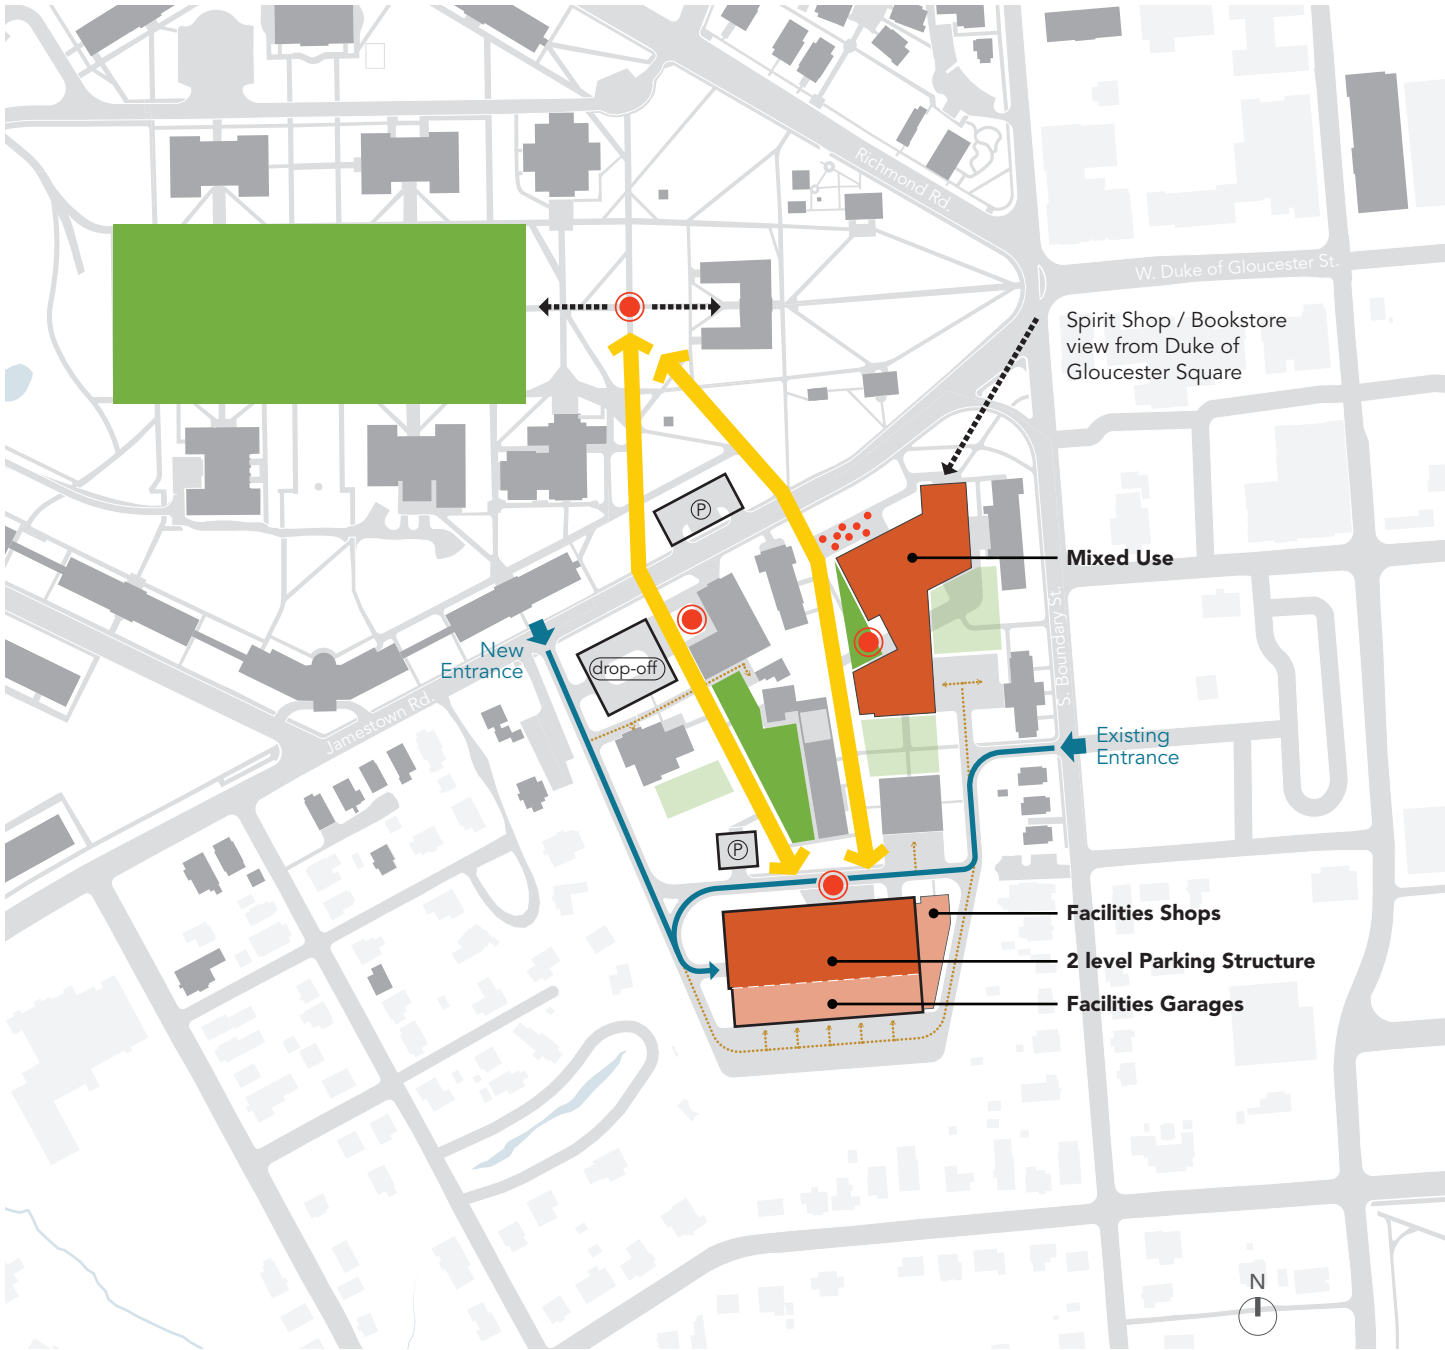 Richmond Rd.
W. Duke of Gloucester St.
Spirit Shop / Bookstore
view from Duke of
Gloucester Square
P
Mixed Use
New
Entrance
drop-off
S. Boundary St.
Jamestown Rd.
Existing
Entrance
P
Facilities Shops
2 level Parking Structure
Facilities Garages
N